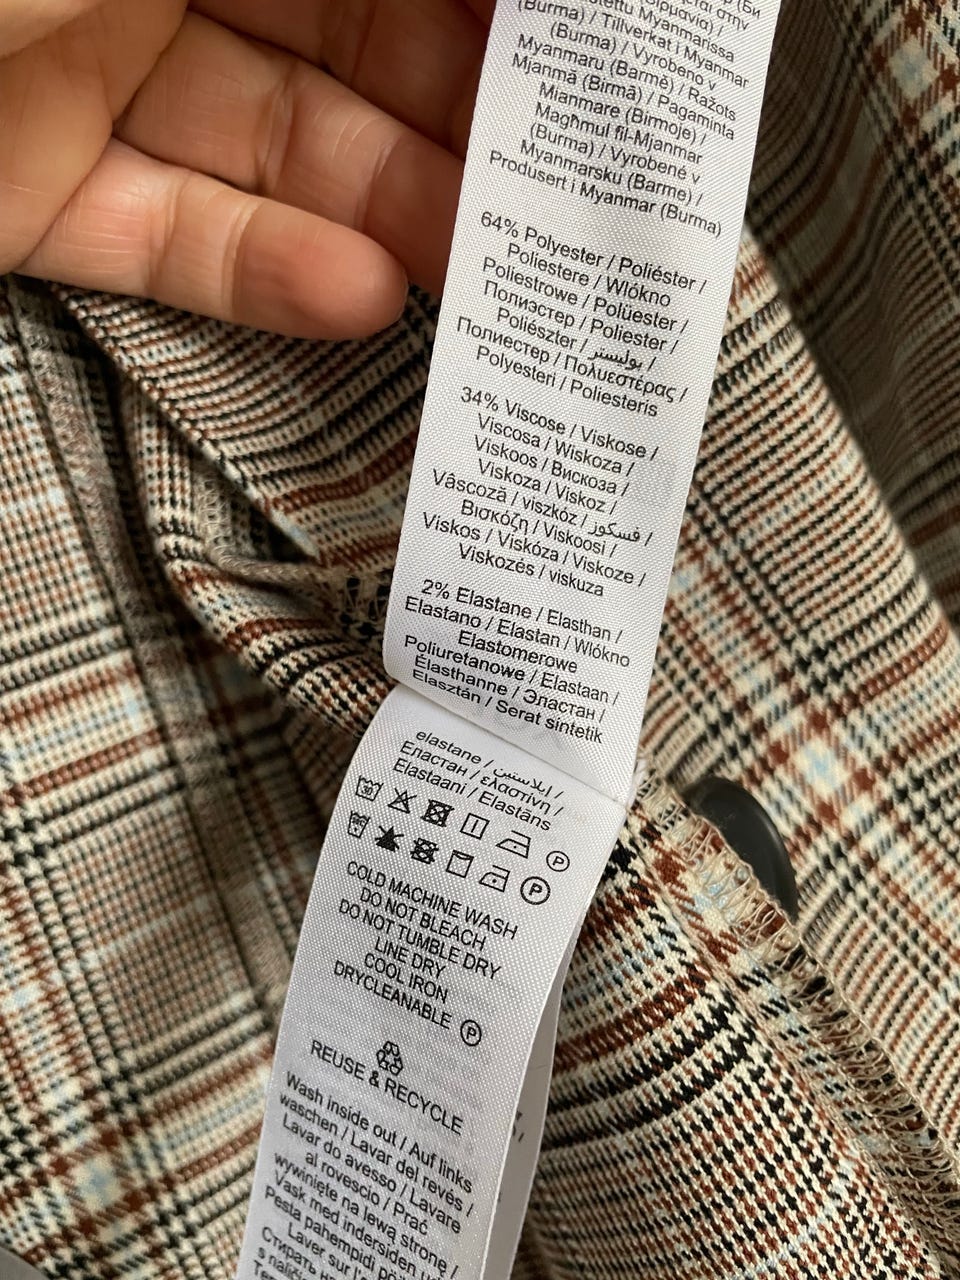 (Burma) / Tillverkat i Myanmar
(Burma) / Vyrobeno v
Myanmaru (Barmě) / Ražots
Mjanmā (Birmā) / Pagaminta
Mianmare (Birmoje) /
Magħmul fil-Mjanmar
(Burma) / Vyrobené v
Myanmarsku (Barme) /
Produsert i Myanmar (Burma)
64% Polyester / Poliéster /
Poliestere / Włókno
Poliestrowe / Polüester /
Полиэстер / Poliester /
Poliészter / بوليستر /
Полиестер / Πολυεστέρας /
Polyesteri / Poliesteris
34% Viscose / Viskose /
Viscosa / Wiskoza /
Viskoos / Вискоза /
Viskoza / Viskoz /
Vâscoză / viszkóz / فسكوز /
Βισκόζη / Viskoosi /
Viskos / Viskóza / Viskoze /
Viskozės / viskuza
2% Elastane / Elasthan /
Elastano / Elastan / Włókno
Elastomerowe
Poliuretanowe / Elastaan /
Élasthanne / Эластан /
Elasztán / Serat sintetik
elastane / إيلاستين /
Еластан / ελαστίνη /
Elastaani / Elastāns
30
P
P
COLD MACHINE WASH
DO NOT BLEACH
DO NOT TUMBLE DRY
LINE DRY
COOL IRON
DRYCLEANABLE P
REUSE & RECYCLE
Wash inside out / Auf links
waschen / Lavar del revés /
Lavar do avesso / Lavare
al rovescio / Prać
wywinięte na lewą stronę /
Vask med indersiden
Pesta pahempidi
Laver sur
Стирать